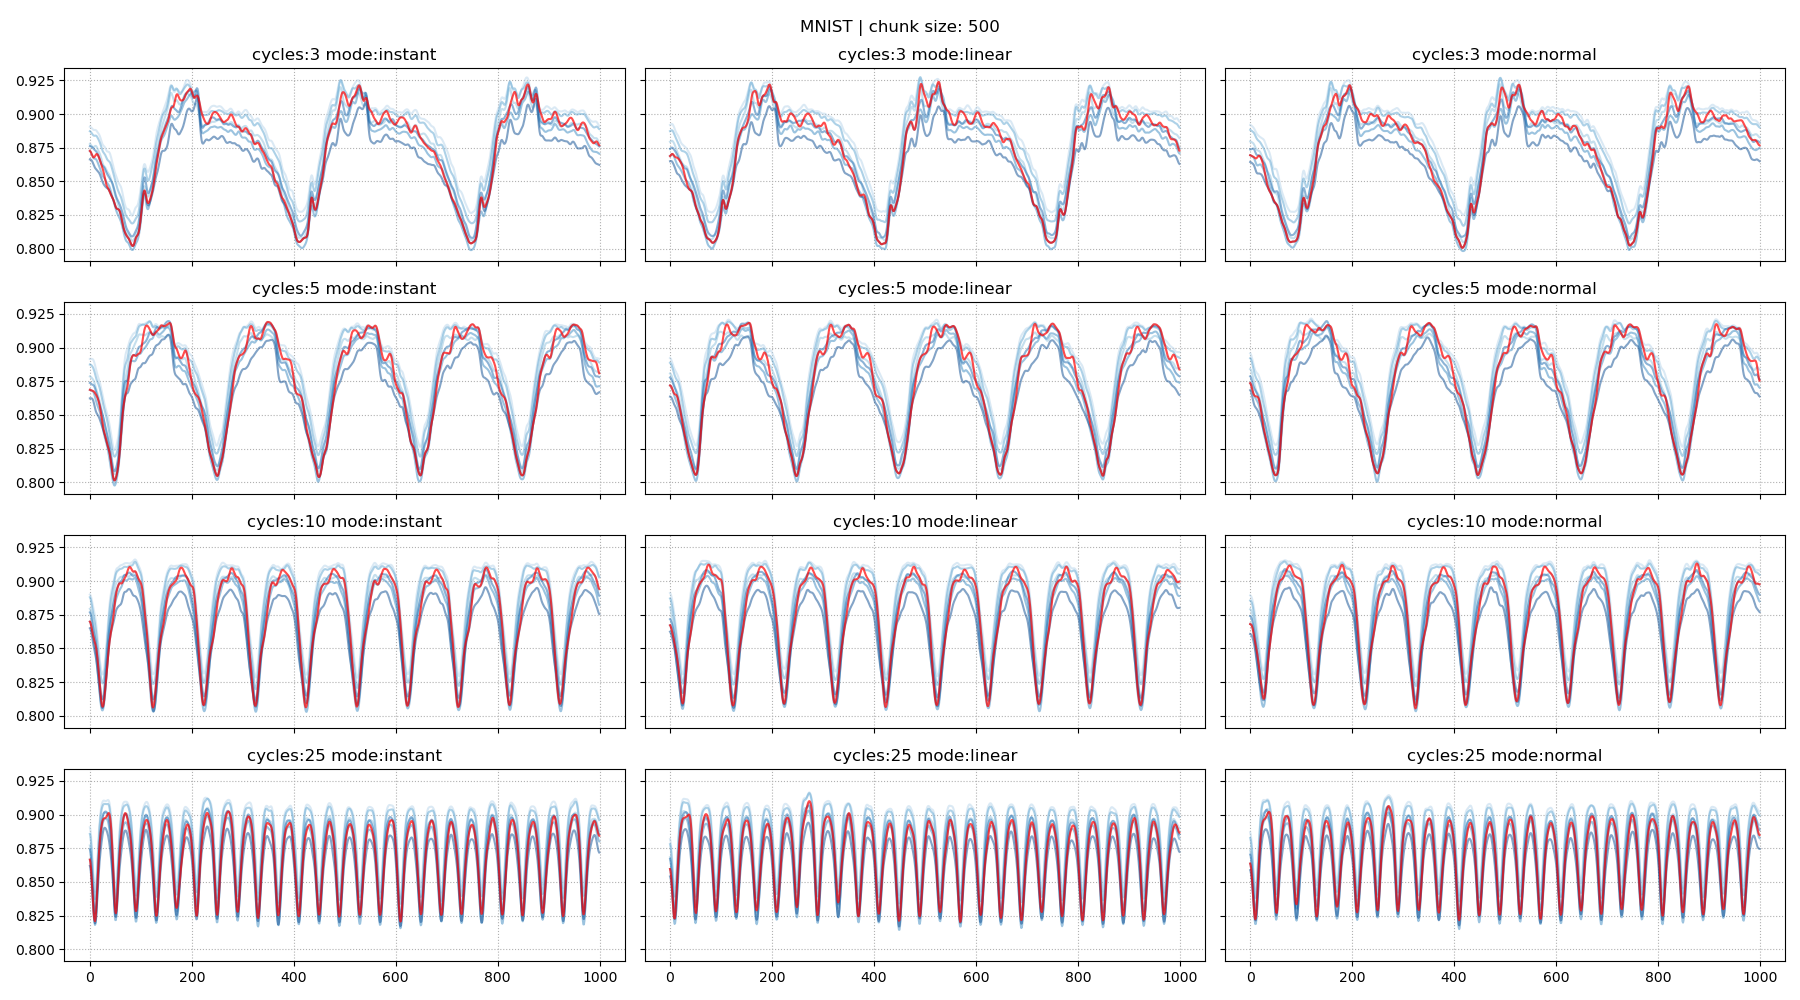 MNIST | chunk size: 500
cycles:3 mode:instant
cycles:3 mode:linear
cycles:3 mode:normal
0.925
0.900
0.875
0.850
0.825
0.800
0 200 400 600 800 1000
cycles:5 mode:instant
cycles:5 mode:linear
cycles:5 mode:normal
0.925
0.900
0.875
0.850
0.825
0.800
cycles:10 mode:instant
cycles:10 mode:linear
cycles:10 mode:normal
0.925
0.900
0.875
0.850
0.825
0.800
cycles:25 mode:instant
cycles:25 mode:linear
cycles:25 mode:normal
0.925
0.900
0.875
0.850
0.825
0.800
0 200 400 600 800 1000
0 200 400 600 800 1000
0 200 400 600 800 1000